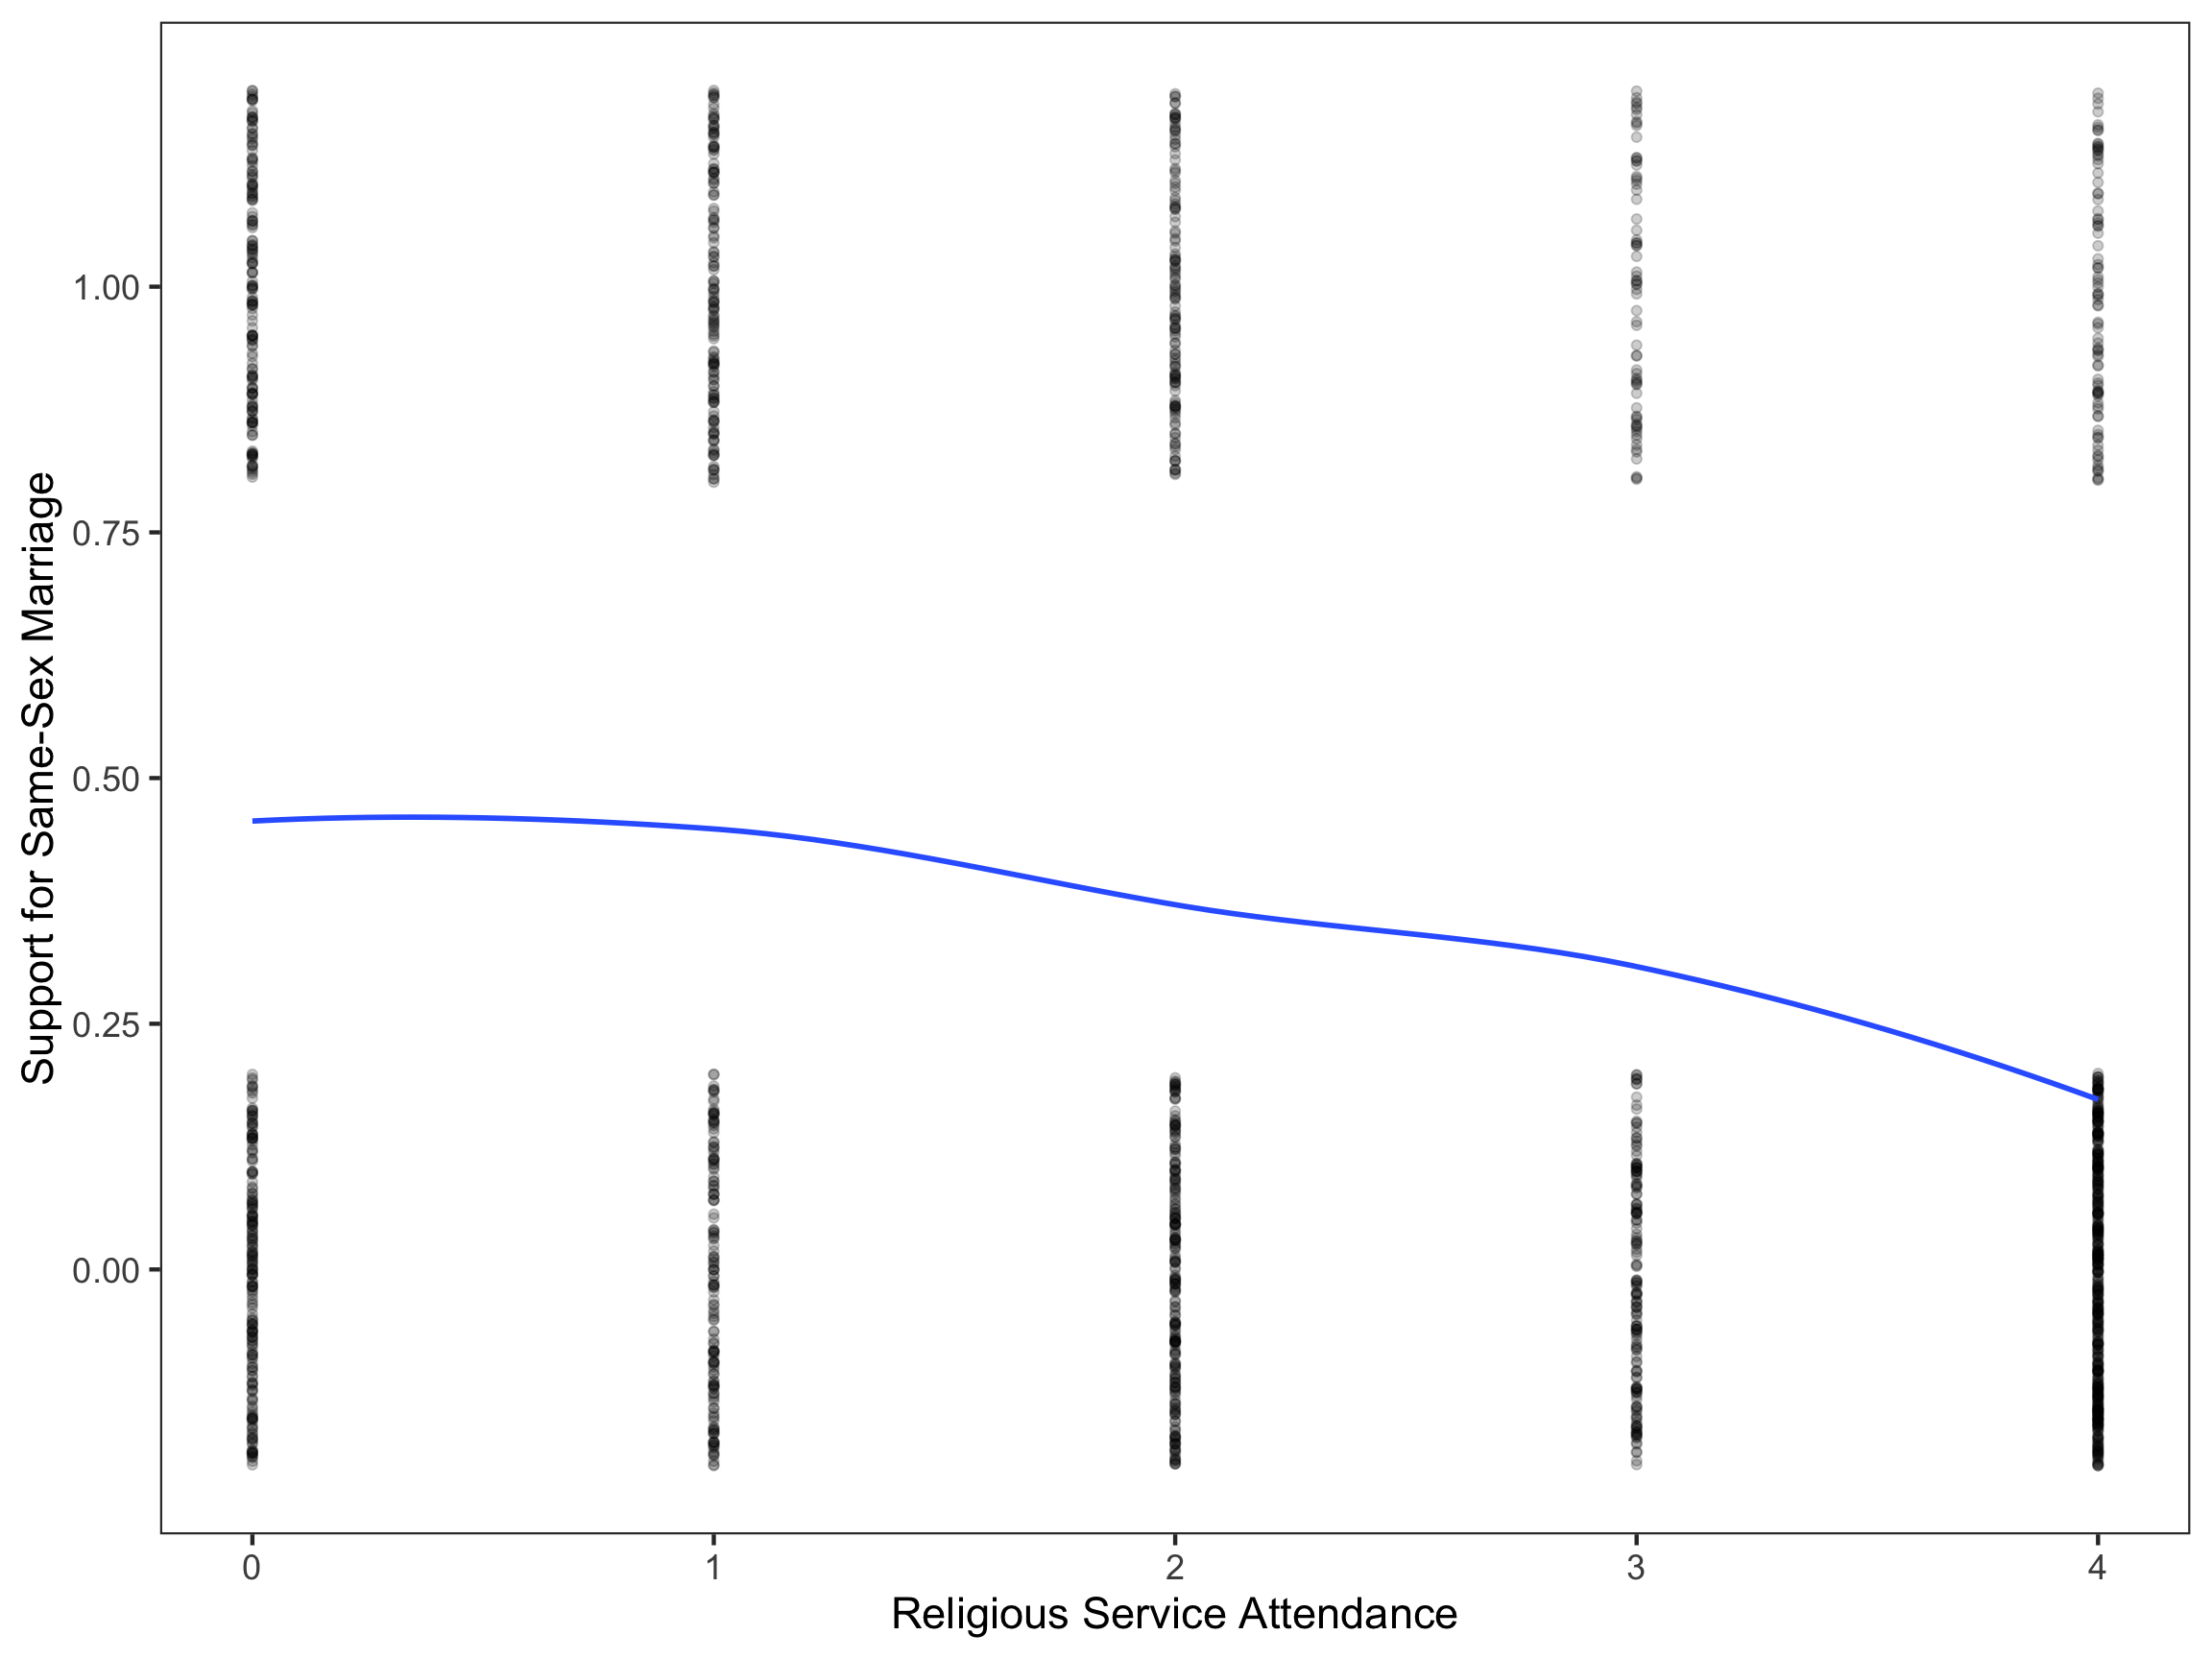 Support for Same-Sex Marriage
1.00
0.75
0.50
0.25
0.00
0 1 2 3 4
Religious Service Attendance